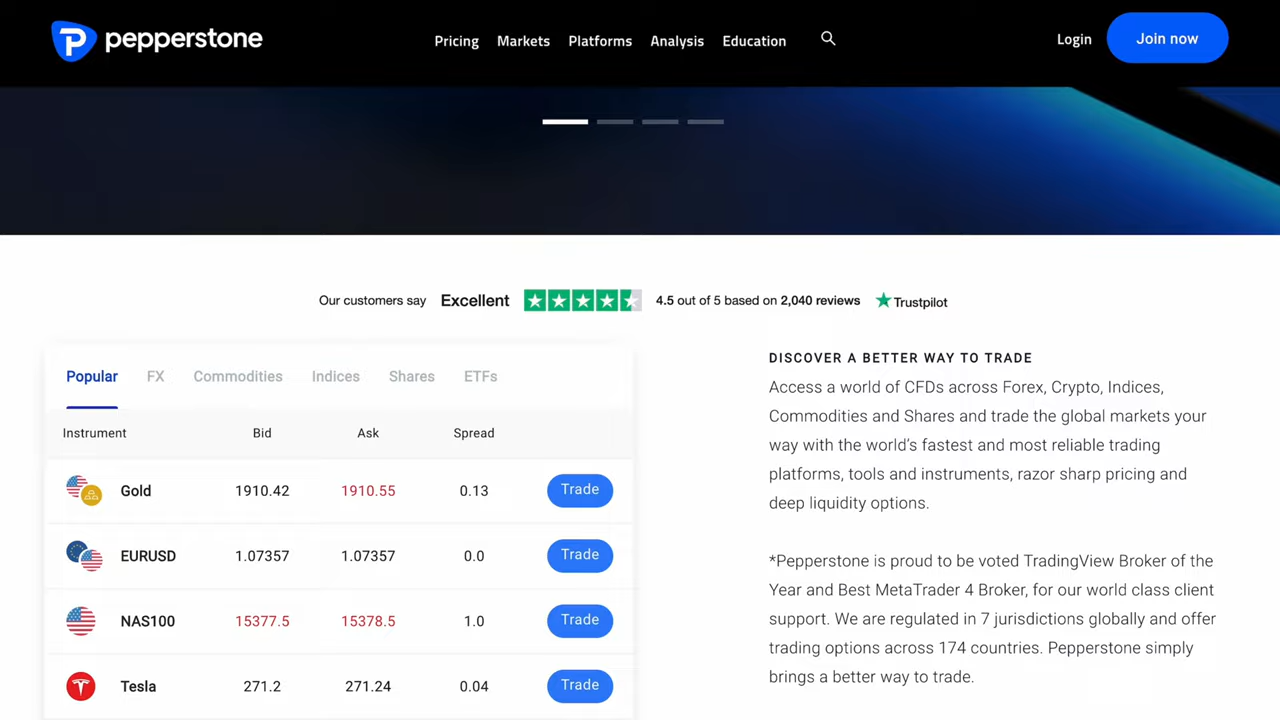 pepperstone
Pricing Markets Platforms Analysis Education
Login Join now
Our customers say Excellent 4.5 out of 5 based on 2,040 reviews Trustpilot
Popular FX Commodities Indices Shares ETFs
Instrument Bid Ask Spread
Gold 1910.42 1910.55 0.13 Trade
EURUSD 1.07357 1.07357 0.0 Trade
NAS100 15377.5 15378.5 1.0 Trade
Tesla 271.2 271.24 0.04 Trade
DISCOVER A BETTER WAY TO TRADE
Access a world of CFDs across Forex, Crypto, Indices,
Commodities and Shares and trade the global markets your
way with the world's fastest and most reliable trading
platforms, tools and instruments, razor sharp pricing and
deep liquidity options.
*Pepperstone is proud to be voted TradingView Broker of the
Year and Best MetaTrader 4 Broker, for our world class client
support. We are regulated in 7 jurisdictions globally and offer
trading options across 174 countries. Pepperstone simply
brings a better way to trade.